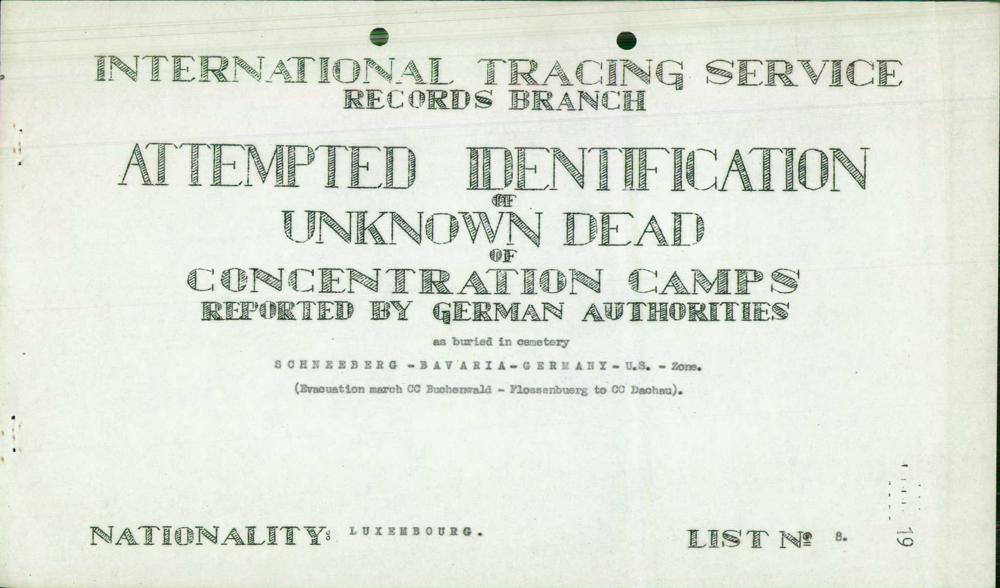 INTERNATIONAL TRACING SERVICE
RECORDS BRANCH
ATTEMPTED IDENTIFICATION
OF
UNKNOWN DEAD
OF
CONCENTRATION CAMPS
REPORTED BY GERMAN AUTHORITIES
as buried in cemetery
SCHNEEBERG - BAVARIA - GERMANY - U.S. - Zone.
(Evacuation march CC Buchenwald - Flossenbuerg to CC Dachau).
NATIONALITY: LUXEMBOURG.
LIST Nº 8.
19